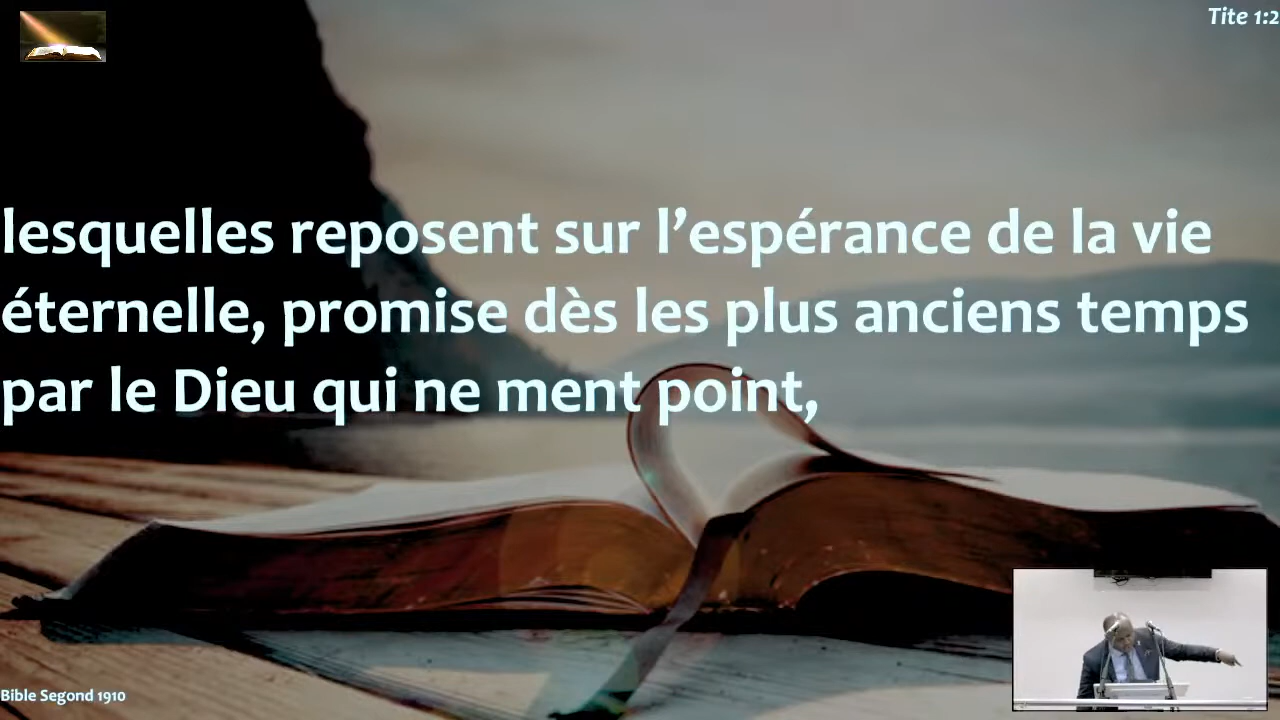 Tite 1:2
lesquelles reposent sur l’espérance de la vie
éternelle, promise dès les plus anciens temps
par le Dieu qui ne ment point,
Bible Segond 1910